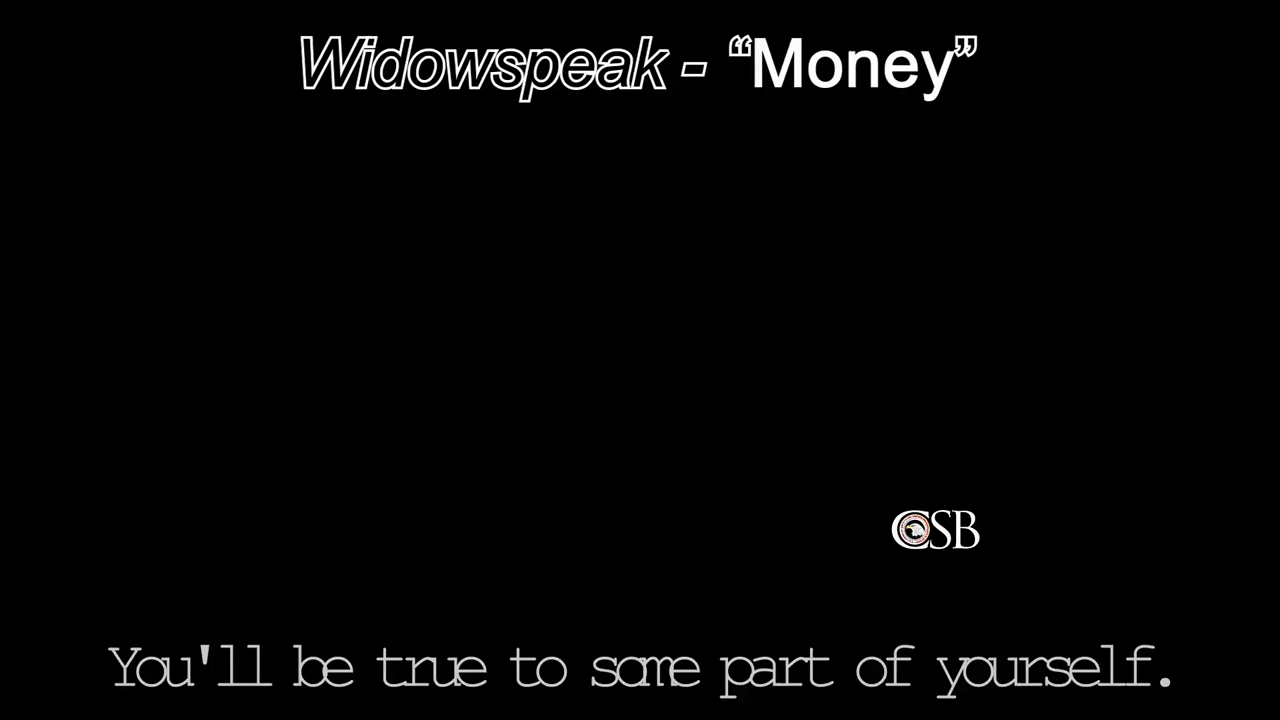 Widowspeak - “Money”
CSB
You'll be true to some part of yourself.